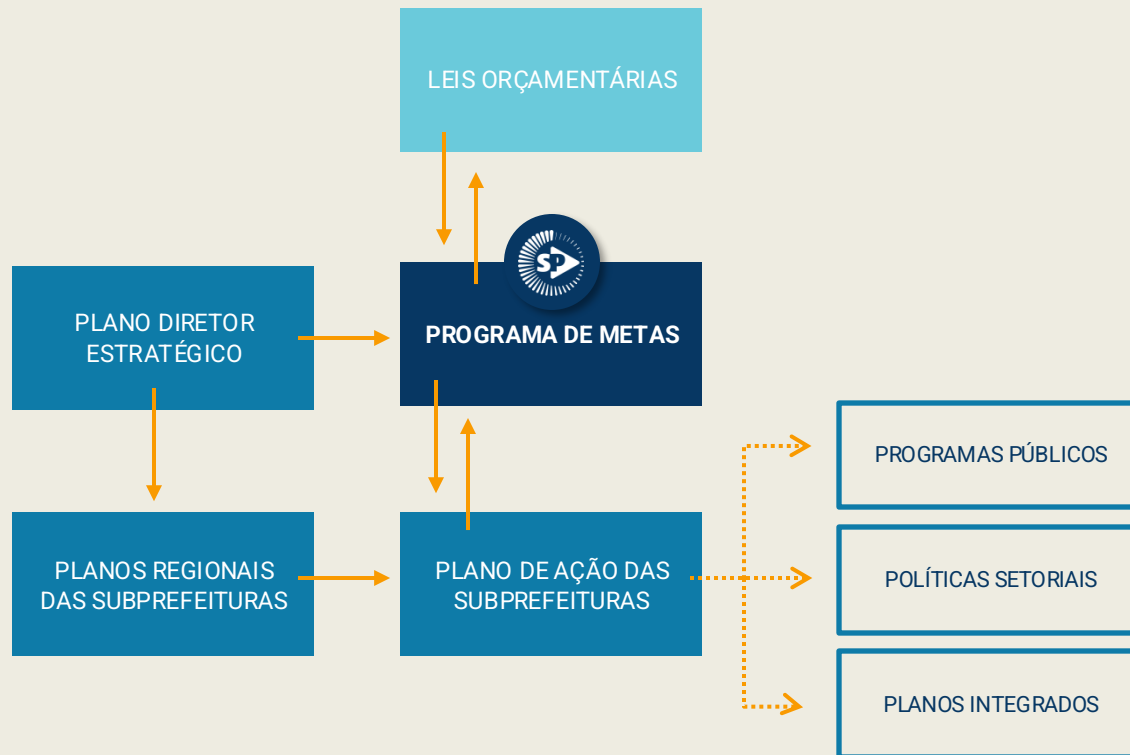 LEIS ORÇAMENTÁRIAS
SP
PLANO DIRETOR
ESTRATÉGICO
PROGRAMA DE METAS
PLANOS REGIONAIS
DAS SUBPREFEITURAS
PLANO DE AÇÃO DAS
SUBPREFEITURAS
PROGRAMAS PÚBLICOS
POLÍTICAS SETORIAIS
PLANOS INTEGRADOS